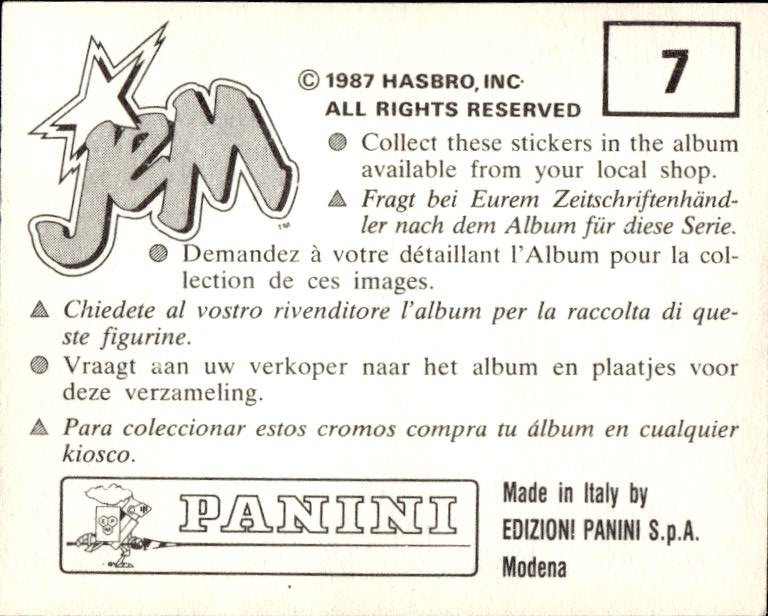 jem
TM
© 1987 HASBRO, INC.
ALL RIGHTS RESERVED
7
Collect these stickers in the album
available from your local shop.
Fragt bei Eurem Zeitschriftenhänd-
ler nach dem Album für diese Serie.
Demandez à votre détaillant l'Album pour la col-
lection de ces images.
Chiedete al vostro rivenditore l'album per la raccolta di que-
ste figurine.
Vraagt aan uw verkoper naar het album en plaatjes voor
deze verzameling.
Para coleccionar estos cromos compra tu álbum en cualquier
kiosco.
PANINI
Made in Italy by
EDIZIONI PANINI S.p.A.
Modena